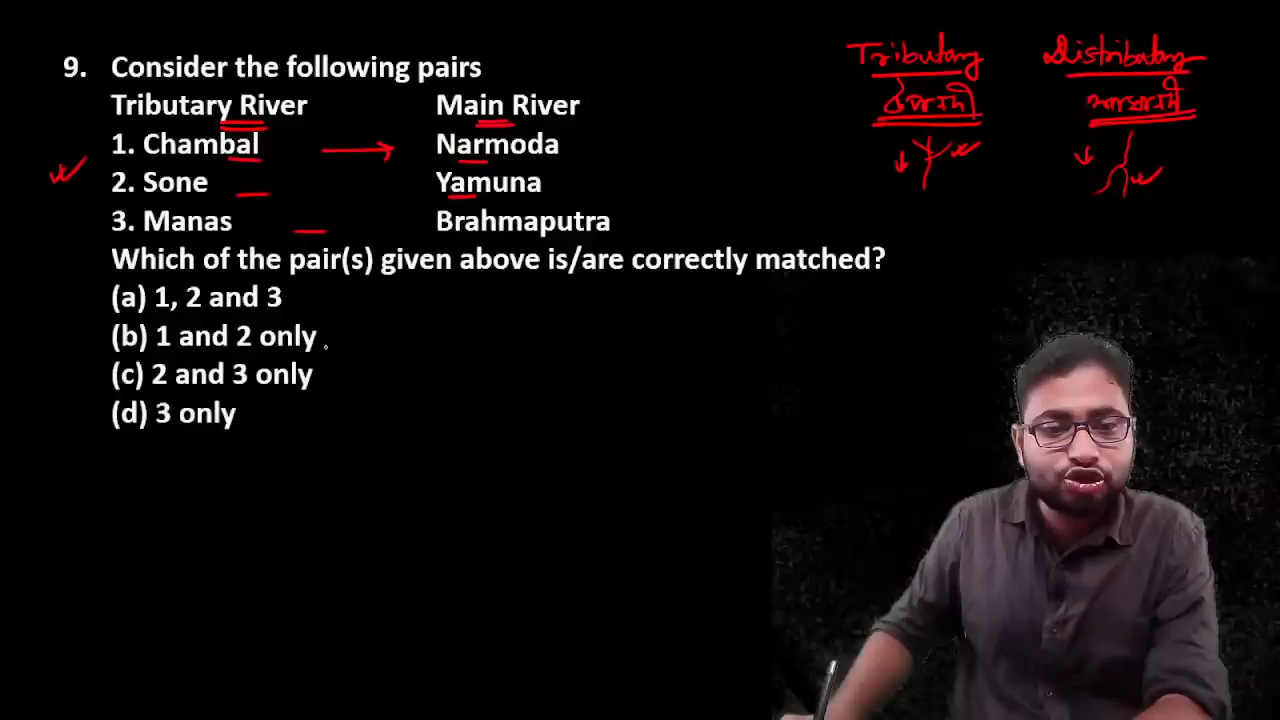 9. Consider the following pairs
Tributary River Main River
1. Chambal Narmoda
2. Sone Yamuna
3. Manas Brahmaputra
Which of the pair(s) given above is/are correctly matched?
(a) 1, 2 and 3
(b) 1 and 2 only
(c) 2 and 3 only
(d) 3 only
Tributary Distributary